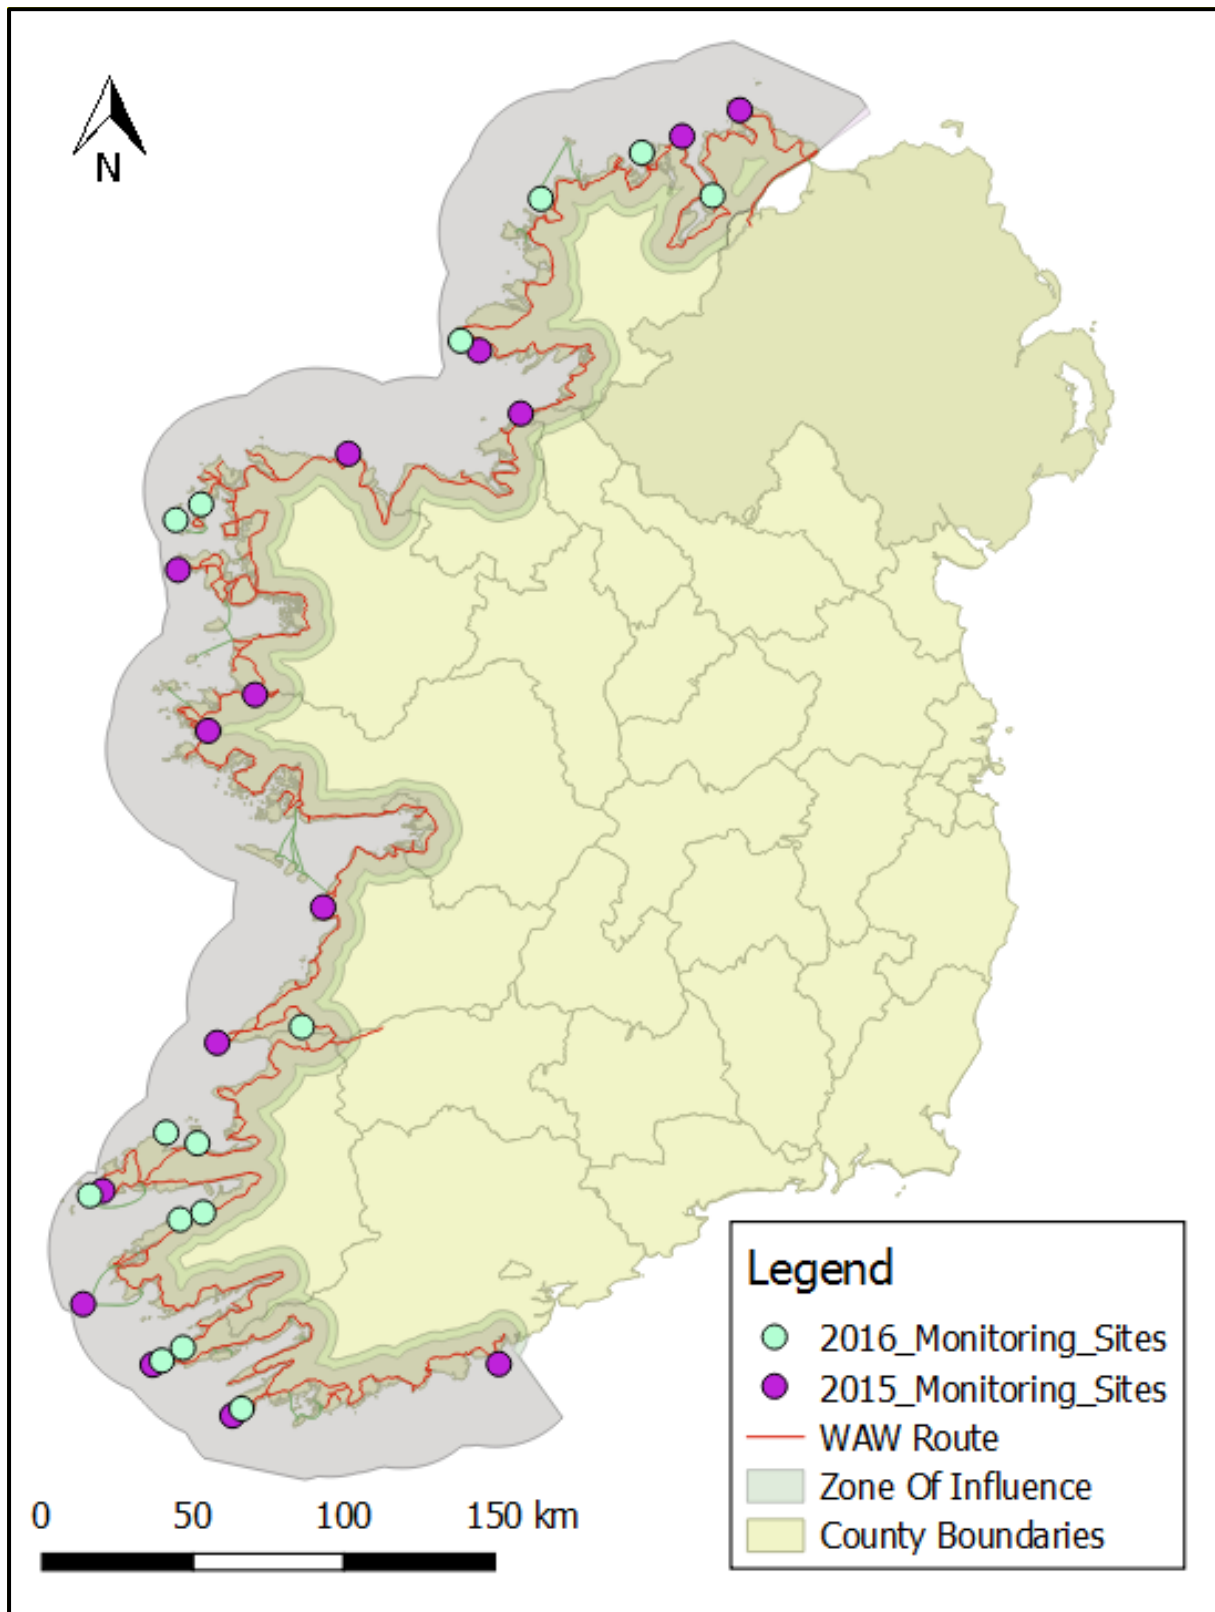 N
Legend
2016_Monitoring_Sites
2015_Monitoring_Sites
WAW Route
Zone Of Influence
County Boundaries
0 50 100 150 km